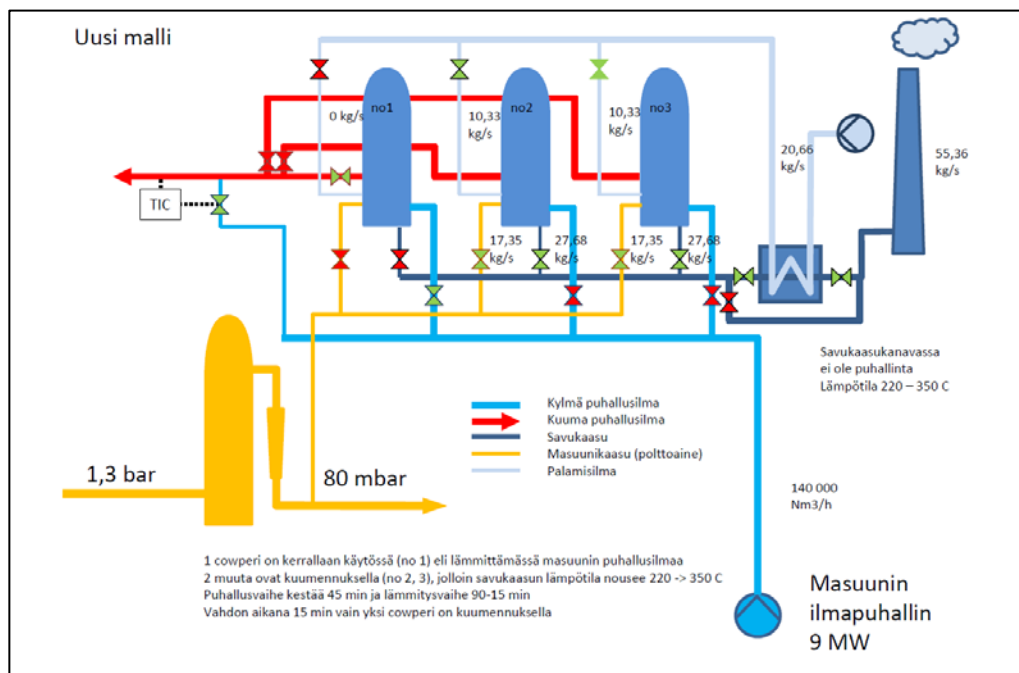 Uusi malli
no1
no2
no3
0 kg/s
10,33
kg/s
10,33
kg/s
20,66
kg/s
55,36
kg/s
TIC
17,35
kg/s
27,68
kg/s
17,35
kg/s
27,68
kg/s
Savukaasukanavassa
ei ole puhallinta
Lämpötila 220 – 350 C
Kylmä puhallusilma
Kuuma puhallusilma
Savukaasu
Masuunikaasu (polttoaine)
Palamisilma
1,3 bar
80 mbar
140 000
Nm3/h
1 cowperi on kerrallaan käytössä (no 1) eli lämmittämässä masuunin puhallusilmaa
2 muuta ovat kuumennuksella (no 2, 3), jolloin savukaasun lämpötila nousee 220 -> 350 C
Puhallusvaihe kestää 45 min ja lämmitysvaihe 90-15 min
Vahdon aikana 15 min vain yksi cowperi on kuumennuksella
Masuunin
ilmapuhallin
9 MW